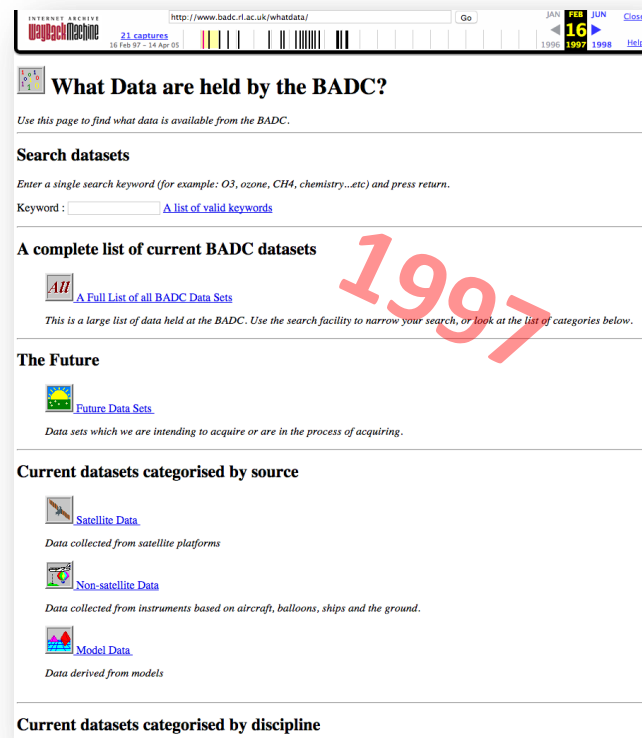 INTERNET ARCHIVE
WayBackMachine
http://www.badc.rl.ac.uk/whatdata/
Go
JAN FEB JUN
Close
21 captures
16 Feb 97 - 14 Apr 05
16
1996 1997 1998
Help
What Data are held by the BADC?
Use this page to find what data is available from the BADC.
Search datasets
Enter a single search keyword (for example: O3, ozone, CH4, chemistry...etc) and press return.
Keyword : A list of valid keywords
A complete list of current BADC datasets
1997
All A Full List of all BADC Data Sets
This is a large list of data held at the BADC. Use the search facility to narrow your search, or look at the list of categories below.
The Future
Future Data Sets
Data sets which we are intending to acquire or are in the process of acquiring.
Current datasets categorised by source
Satellite Data
Data collected from satellite platforms
Non-satellite Data
Data collected from instruments based on aircraft, balloons, ships and the ground.
Model Data
Data derived from models
Current datasets categorised by discipline